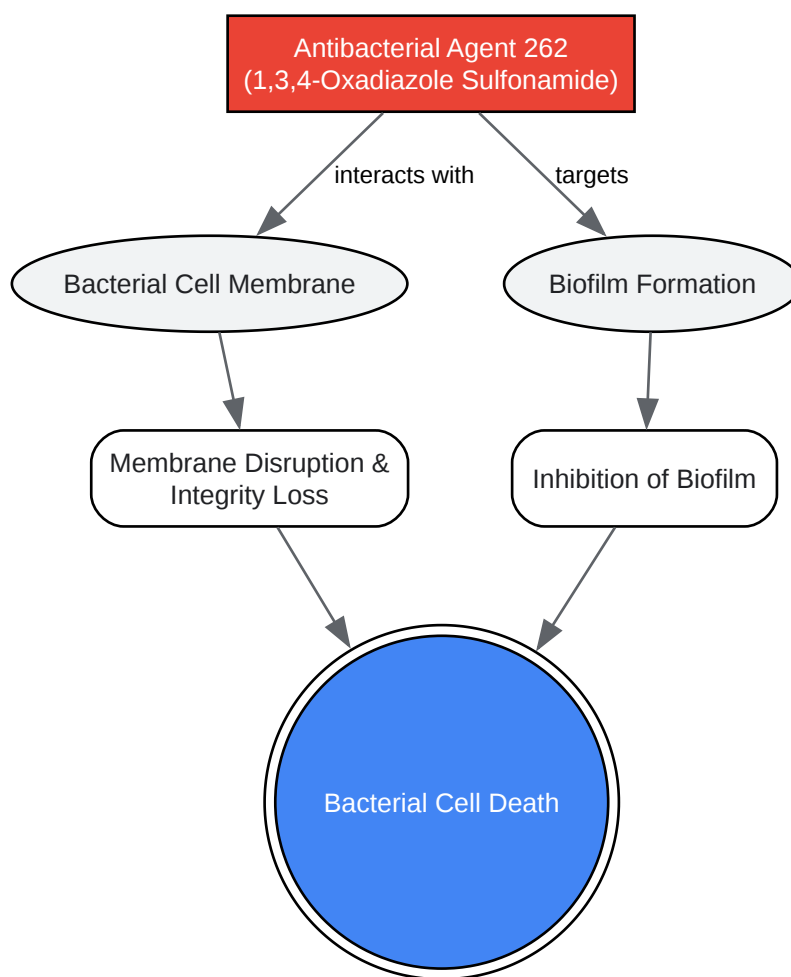 Antibacterial Agent 262
(1,3,4-Oxadiazole Sulfonamide)
interacts with
targets
Bacterial Cell Membrane
Biofilm Formation
Membrane Disruption &
Integrity Loss
Inhibition of Biofilm
Bacterial Cell Death